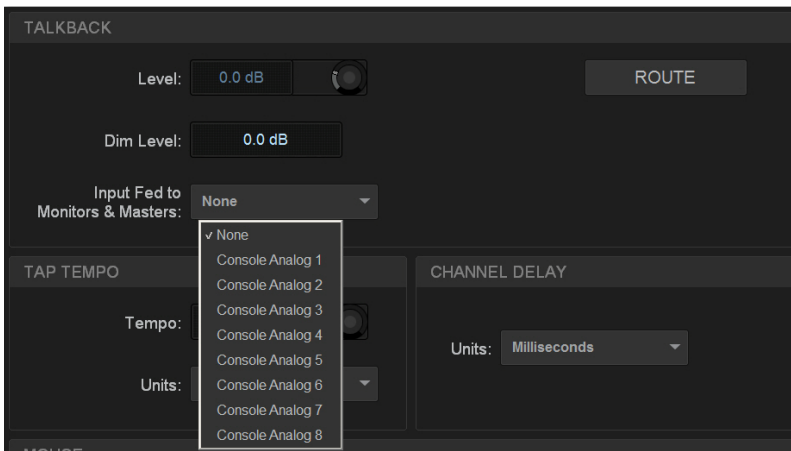 TALKBACK
Level: 0.0 dB ROUTE
Dim Level: 0.0 dB
Input Fed to
Monitors & Masters: None
✓ None
Console Analog 1
Console Analog 2
Console Analog 3
Console Analog 4
Console Analog 5
Console Analog 6
Console Analog 7
Console Analog 8
TAP TEMPO
Tempo:
Units:
CHANNEL DELAY
Units: Milliseconds
MOUSE